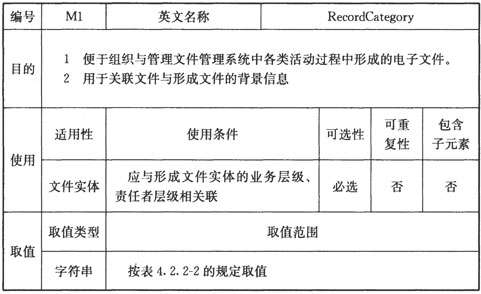 编号 M1 英文名称 RecordCategory
目的
1 便于组织与管理文件管理系统中各类活动过程中形成的电子文件。
2 用于关联文件与形成文件的背景信息
使用
适用性 使用条件 可选性 可重复性 包含子元素
文件实体
应与形成文件实体的业务层级、
责任者层级相关联
必选 否 否
取值
取值类型 取值范围
字符串 按表4.2.2-2的规定取值